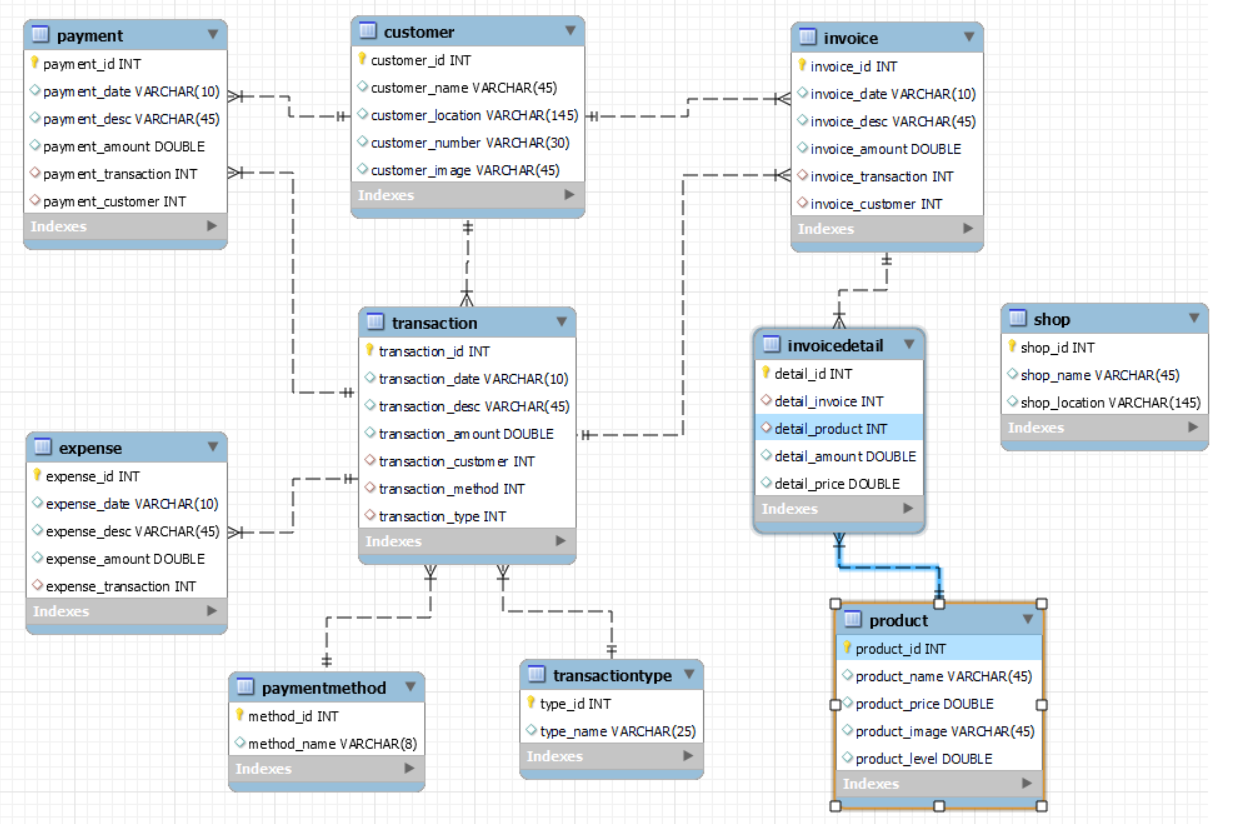 payment
payment_id INT
payment_date VARCHAR(10)
payment_desc VARCHAR(45)
payment_amount DOUBLE
payment_transaction INT
payment_customer INT
Indexes
customer
customer_id INT
customer_name VARCHAR(45)
customer_location VARCHAR(145)
customer_number VARCHAR(30)
customer_image VARCHAR(45)
Indexes
invoice
invoice_id INT
invoice_date VARCHAR(10)
invoice_desc VARCHAR(45)
invoice_amount DOUBLE
invoice_transaction INT
invoice_customer INT
Indexes
transaction
transaction_id INT
transaction_date VARCHAR(10)
transaction_desc VARCHAR(45)
transaction_amount DOUBLE
transaction_customer INT
transaction_method INT
transaction_type INT
Indexes
invoicedetail
detail_id INT
detail_invoice INT
detail_product INT
detail_amount DOUBLE
detail_price DOUBLE
Indexes
shop
shop_id INT
shop_name VARCHAR(45)
shop_location VARCHAR(145)
Indexes
expense
expense_id INT
expense_date VARCHAR(10)
expense_desc VARCHAR(45)
expense_amount DOUBLE
expense_transaction INT
Indexes
paymentmethod
method_id INT
method_name VARCHAR(8)
Indexes
transactiontype
type_id INT
type_name VARCHAR(25)
Indexes
product
product_id INT
product_name VARCHAR(45)
product_price DOUBLE
product_image VARCHAR(45)
product_level DOUBLE
Indexes